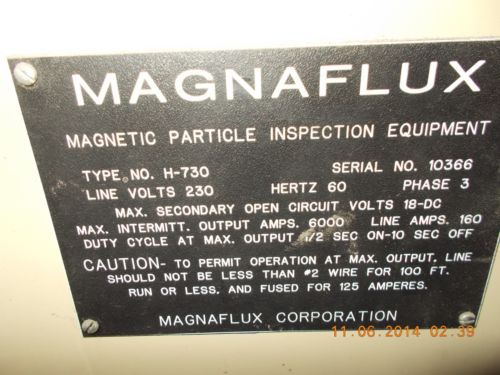 MAGNAFLUX
MAGNETIC PARTICLE INSPECTION EQUIPMENT
TYPE NO. H-730 SERIAL NO. 10366
LINE VOLTS 230 HERTZ 60 PHASE 3
MAX. SECONDARY OPEN CIRCUIT VOLTS 18-DC
MAX. INTERMITT. OUTPUT AMPS. 6000 LINE AMPS. 160
DUTY CYCLE AT MAX. OUTPUT 1/2 SEC ON-10 SEC OFF
CAUTION- TO PERMIT OPERATION AT MAX. OUTPUT, LINE
SHOULD NOT BE LESS THAN #2 WIRE FOR 100 FT.
RUN OR LESS, AND FUSED FOR 125 AMPERES.
MAGNAFLUX CORPORATION
11.06.2014 02:39